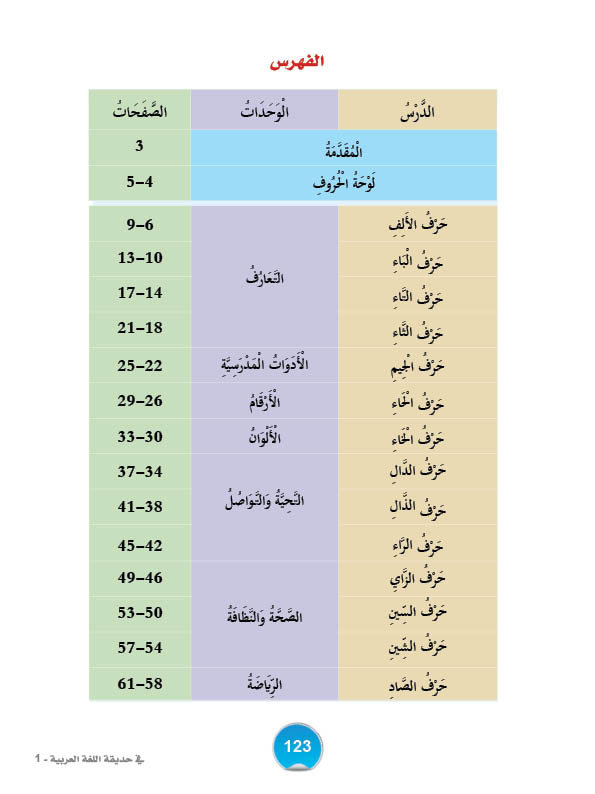 الفهرس
الدَّرْسُ الْوَحَدَاتُ الصَّفَحَاتُ
الْمُقَدَّمَةُ 3
لَوْحَةُ الْحُرُوفِ 4–5
حَرْفُ الأَلِفِ 6–9
حَرْفُ الْبَاءِ 10–13
التَّعَارُفُ
حَرْفُ التَّاءِ 14–17
حَرْفُ الثَّاءِ 18–21
حَرْفُ الْجِيمِ الْأَدَوَاتُ الْمَدْرَسِيَّةِ 22–25
حَرْفُ الْحَاءِ الْأَرْقَامُ 26–29
حَرْفُ الْخَاءِ الْأَلْوَانُ 30–33
حَرْفُ الدَّالِ 34–37
حَرْفُ الذَّالِ التَّحِيَّةُ وَالتَّوَاصُلُ 38–41
حَرْفُ الرَّاءِ 42–45
حَرْفُ الزَّايِ 46–49
حَرْفُ السِّينِ الصَّحَّةُ وَالنَّظَافَةُ 50–53
حَرْفُ الشِّينِ 54–57
حَرْفُ الصَّادِ الرِّيَاضَةُ 58–61
123
في حديقة اللغة العربية - 1